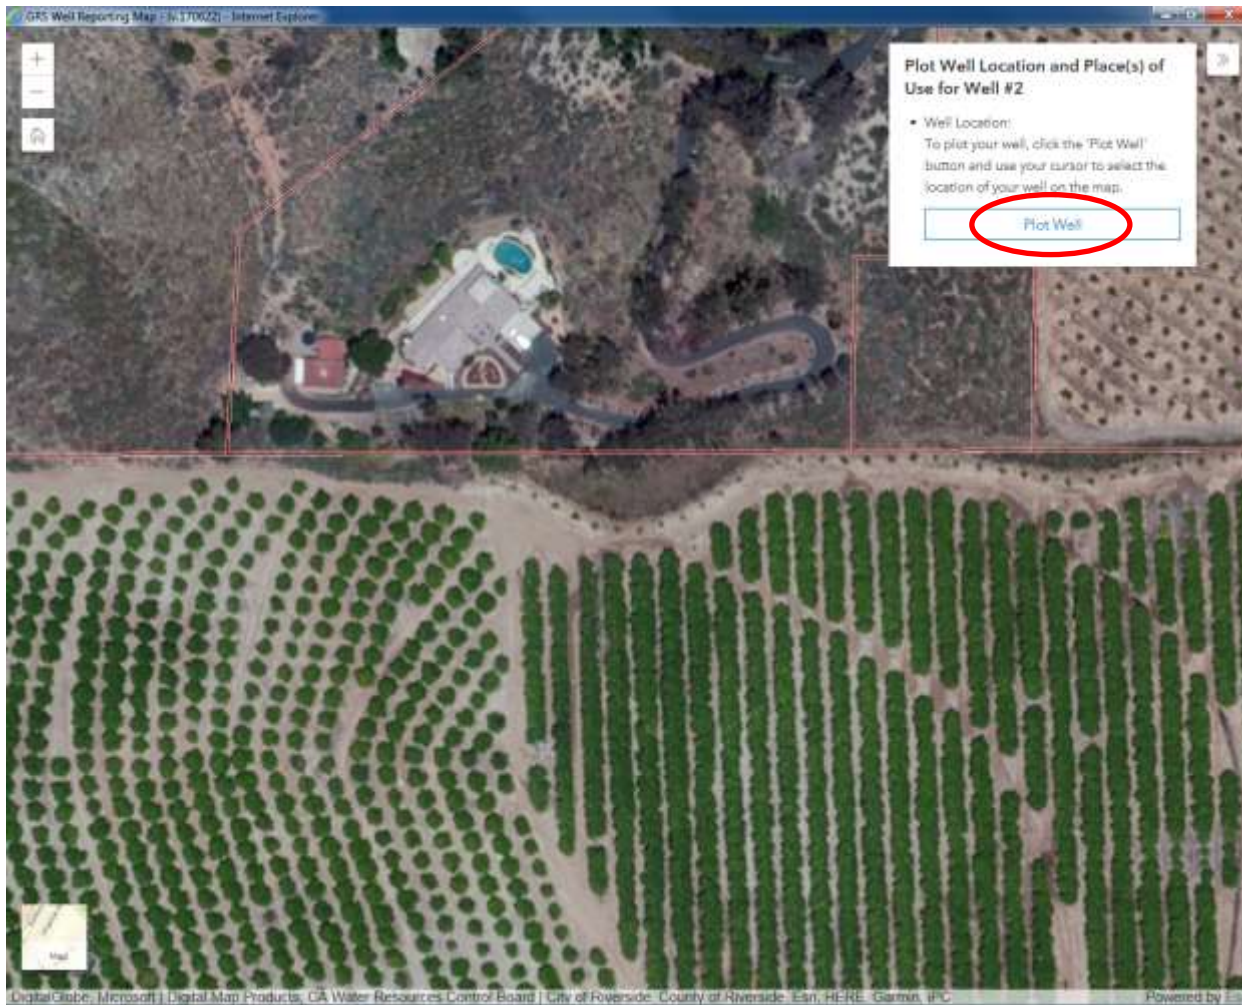 GRS Well Reporting Map - (v.170622) - Internet Explorer
Plot Well Location and Place(s) of
Use for Well #2
• Well Location:
To plot your well, click the 'Plot Well'
button and use your cursor to select the
location of your well on the map.
Plot Well
Map
DigitalGlobe, Microsoft | Digital Map Products, CA Water Resources Control Board | City of Riverside, County of Riverside, Esri, HERE, Garmin, iPC
Powered by Es